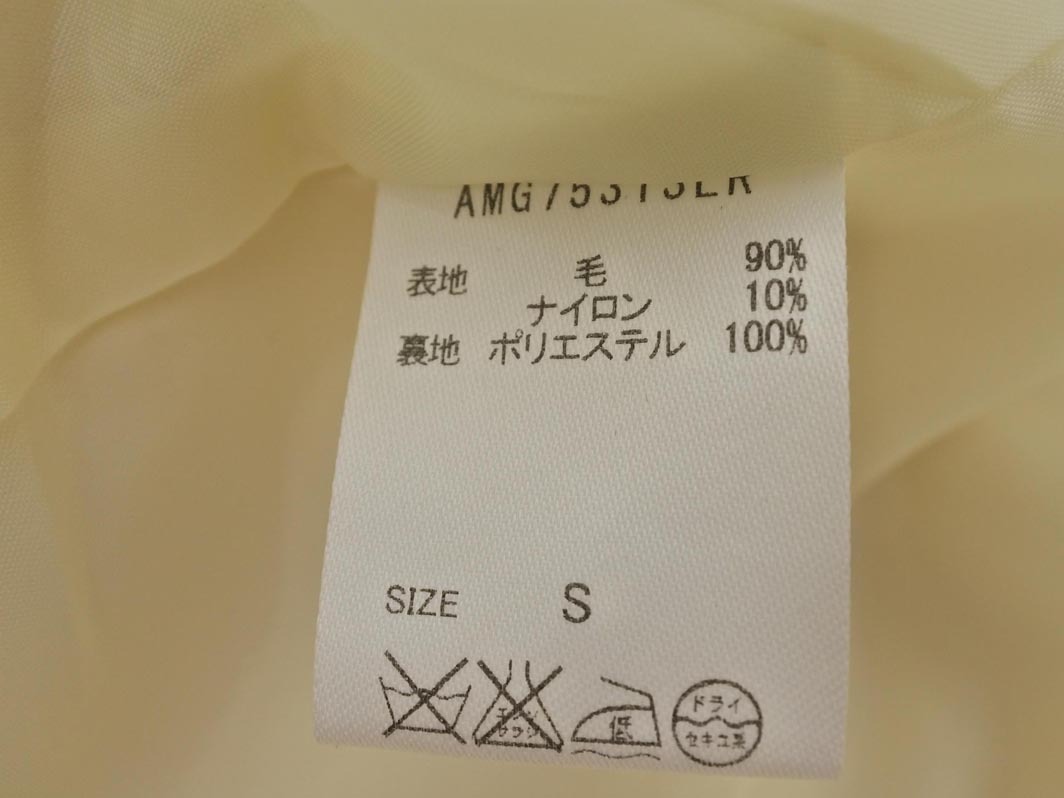 表地 毛 90%
ナイロン 10%
裏地 ポリエステル 100%
SIZE S
低
ドライ
セキユ系